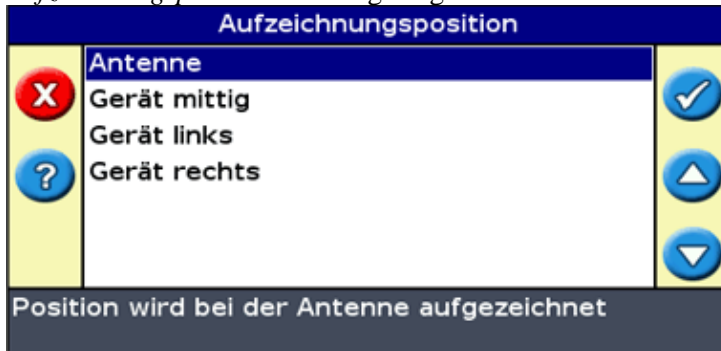 Aufzeichnungsposition
Antenne
Gerät mittig
Gerät links
Gerät rechts
Position wird bei der Antenne aufgezeichnet